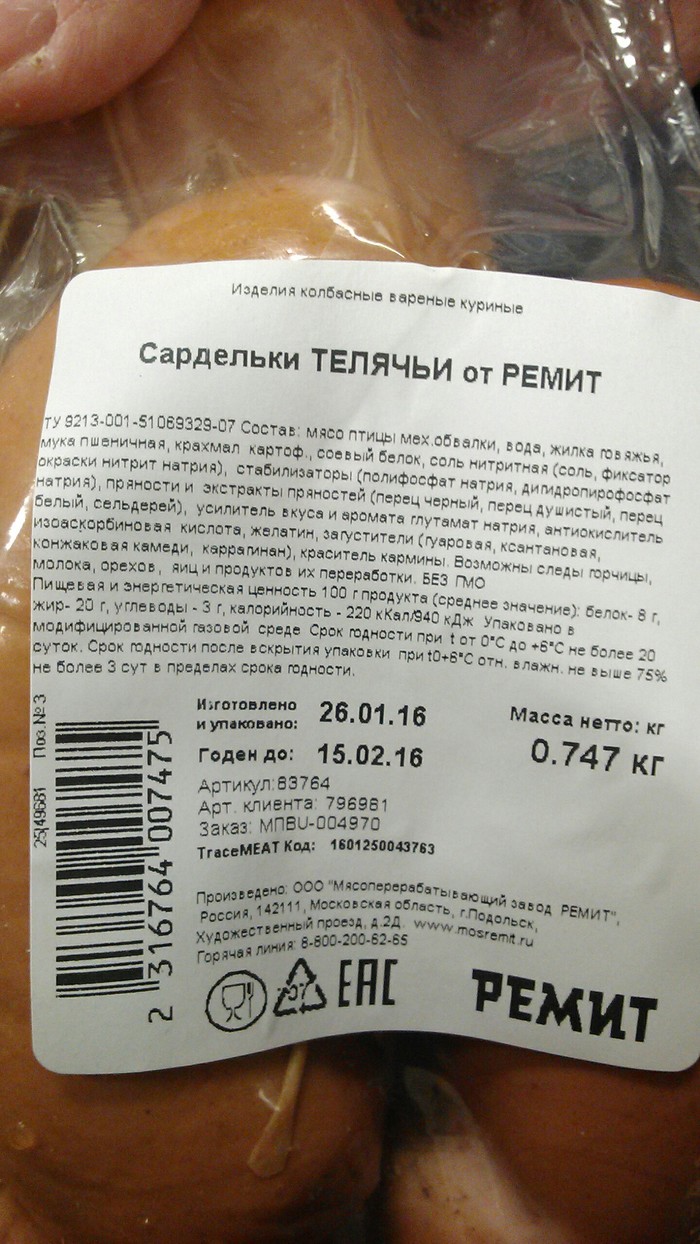 Изделия колбасные вареные куриные
Сардельки ТЕЛЯЧЬИ от РЕМИТ
ТУ 9213-001-51069329-07 Состав: мясо птицы мех.обвалки, вода, жилка говяжья,
мука пшеничная, крахмал картоф., соевый белок, соль нитритная (соль, фиксатор
окраски нитрит натрия), стабилизаторы (полифосфат натрия, дигидропирофосфат
натрия), пряности и экстракты пряностей (перец черный, перец душистый, перец
белый, сельдерей), усилитель вкуса и аромата глутамат натрия, антиокислитель
изоаскорбиновая кислота, желатин, загустители (гуаровая, ксантановая,
конжаковая камеди, каррагинан), краситель кармины. Возможны следы горчицы,
молока, орехов, яиц и продуктов их переработки. БЕЗ ГМО
Пищевая и энергетическая ценность 100 г продукта (среднее значение): белок- 8 г,
жир- 20 г, углеводы - 3 г, калорийность - 220 кКал/940 кДж Упаковано в
модифицированной газовой среде Срок годности при t от 0°С до +6°С не более 20
суток. Срок годности после вскрытия упаковки при t0+6°С отн. влажн. не выше 75%
не более 3 сут в пределах срока годности.
Изготовлено
и упаковано: 26.01.16
Масса нетто: кг
0.747 кг
Годен до: 15.02.16
Артикул:83764
Арт. клиента: 796981
Заказ: МПВU-004970
TraceMEAT Код: 1601250043763
Произведено: ООО "Мясоперерабатывающий завод РЕМИТ",
Россия, 142111, Московская область, г.Подольск,
Художественный проезд, д.2Д. www.mosremit.ru
Горячая линия: 8-800-200-62-65
25|49681 Поз.№3
2 316764 007475
ЕАС
РЕМИТ